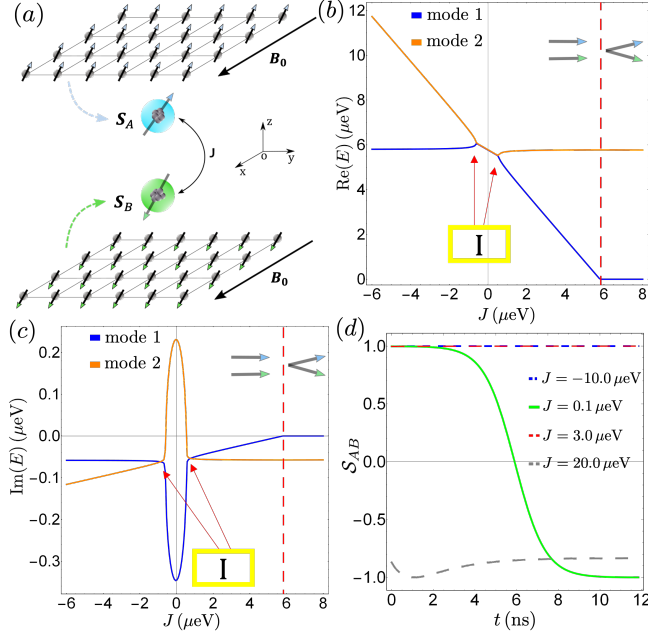 (a)
B₀
S_A
J
S_B
z
o
y
x
B₀
(b)
mode 1
mode 2
Re(E) (μeV)
12
10
8
6
4
2
0
I
−6 −4 −2 0 2 4 6 8
J (μeV)
(c)
mode 1
mode 2
Im(E) (μeV)
0.2
0.1
0.0
−0.1
−0.2
−0.3
I
−6 −4 −2 0 2 4 6 8
J (μeV)
(d)
S_AB
1.0
0.5
0.0
−0.5
−1.0
J = −10.0 μeV
J = 0.1 μeV
J = 3.0 μeV
J = 20.0 μeV
0 2 4 6 8 10 12
t (ns)